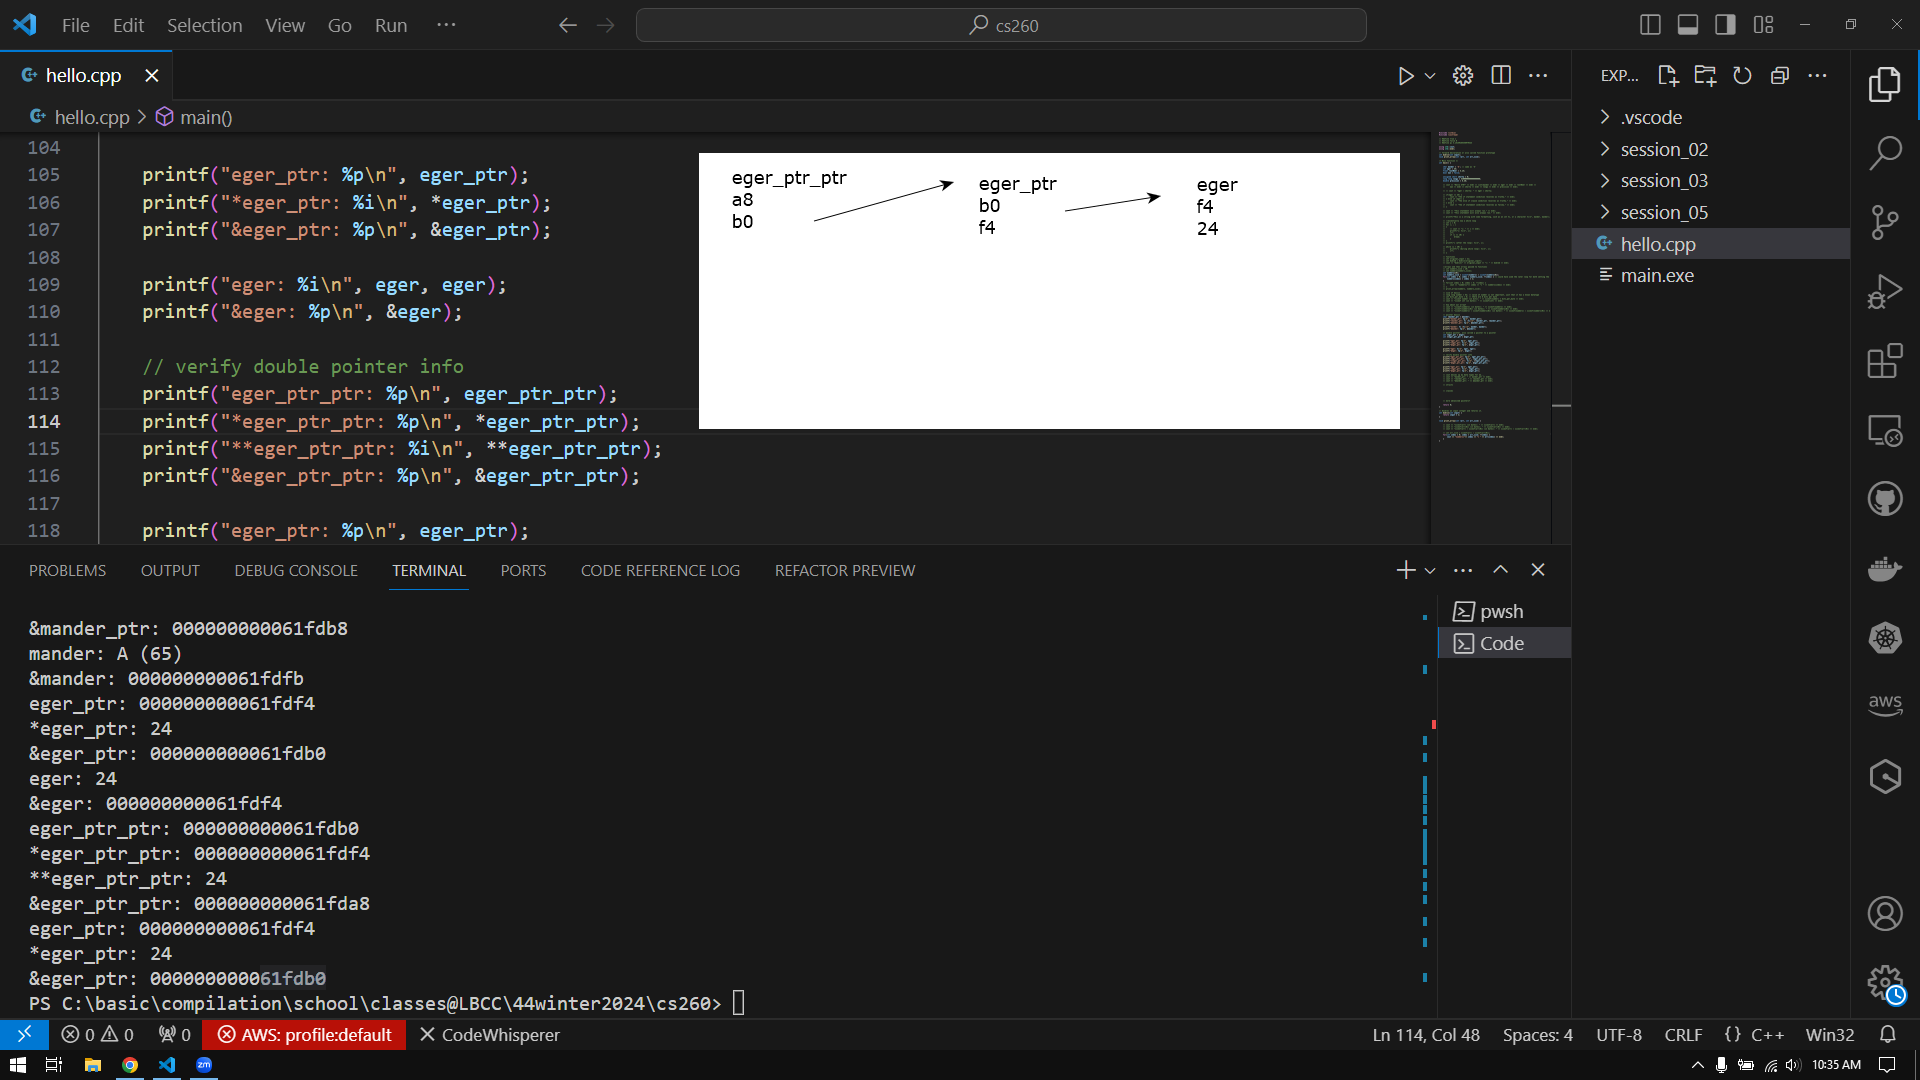 File Edit Selection View Go Run ···
cs260
hello.cpp
EXP...
hello.cpp > main()
.vscode
session_02
session_03
session_05
hello.cpp
main.exe
104
105 printf("eger_ptr: %p\n", eger_ptr);
106 printf("*eger_ptr: %i\n", *eger_ptr);
107 printf("&eger_ptr: %p\n", &eger_ptr);
108
109 printf("eger: %i\n", eger, eger);
110 printf("&eger: %p\n", &eger);
111
112 // verify double pointer info
113 printf("eger_ptr_ptr: %p\n", eger_ptr_ptr);
114 printf("*eger_ptr_ptr: %p\n", *eger_ptr_ptr);
115 printf("**eger_ptr_ptr: %i\n", **eger_ptr_ptr);
116 printf("&eger_ptr_ptr: %p\n", &eger_ptr_ptr);
117
118 printf("eger_ptr: %p\n", eger_ptr);
eger_ptr_ptr
a8
b0
eger_ptr
b0
f4
eger
f4
24
PROBLEMS OUTPUT DEBUG CONSOLE TERMINAL PORTS CODE REFERENCE LOG REFACTOR PREVIEW
pwsh
Code
&mander_ptr: 000000000061fdb8
mander: A (65)
&mander: 000000000061fdfb
eger_ptr: 000000000061fdf4
*eger_ptr: 24
&eger_ptr: 000000000061fdb0
eger: 24
&eger: 000000000061fdf4
eger_ptr_ptr: 000000000061fdb0
*eger_ptr_ptr: 000000000061fdf4
**eger_ptr_ptr: 24
&eger_ptr_ptr: 000000000061fda8
eger_ptr: 000000000061fdf4
*eger_ptr: 24
&eger_ptr: 000000000061fdb0
PS C:\basic\compilation\school\classes@LBCC\44winter2024\cs260>
aws
0 0 0 AWS: profile:default CodeWhisperer Ln 114, Col 48 Spaces: 4 UTF-8 CRLF {} C++ Win32
zm
10:35 AM